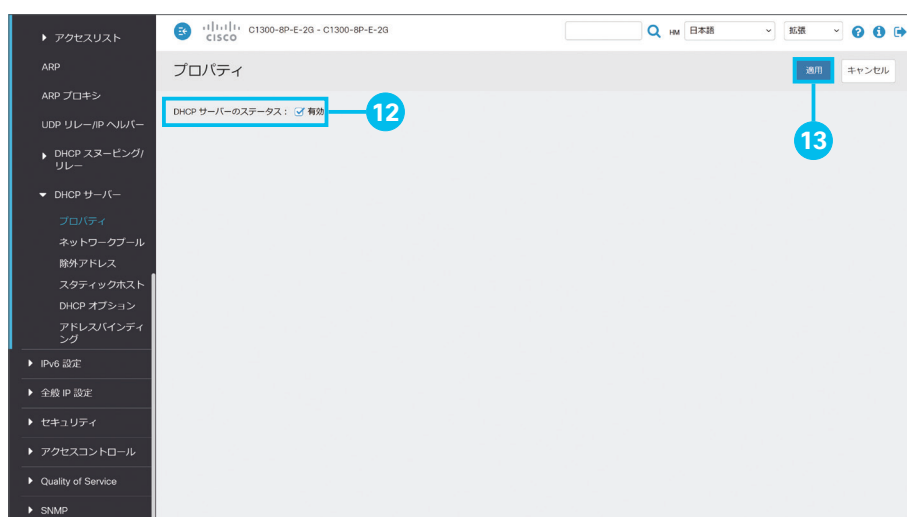 アクセスリスト
ARP
ARP プロキシ
UDP リレー/IP ヘルパー
DHCP スヌーピング/
リレー
DHCP サーバー
プロパティ
ネットワークプール
除外アドレス
スタティックホスト
DHCP オプション
アドレスバインディ
ング
IPv6 設定
全般 IP 設定
セキュリティ
アクセスコントロール
Quality of Service
SNMP
CISCO
C1300-8P-E-2G - C1300-8P-E-2G
HM 日本語
拡張
プロパティ
適用
キャンセル
DHCP サーバーのステータス： 有効
12
13